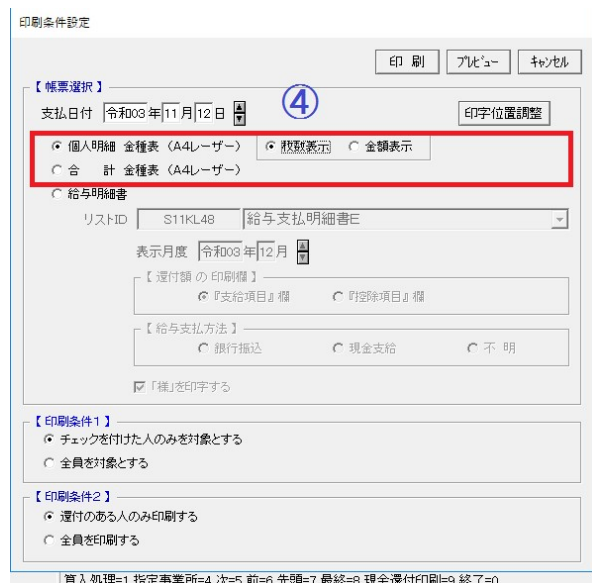 印刷条件設定
印 刷 プレビュー キャンセル
【 帳票選択 】
支払日付 令和03年11月12日 ④ 印字位置調整
個人明細 金種表(A4レーザー) 枚数表示 金額表示
合 計 金種表(A4レーザー)
給与明細書
リストID S11KL48 給与支払明細書E
表示月度 令和03年12月
【 還付額 の 印刷欄 】
『支給項目』欄 『控除項目』欄
【 給与支払方法 】
銀行振込 現金支給 不 明
「様」を印字する
【 印刷条件1 】
チェックを付けた人のみを対象とする
全員を対象とする
【 印刷条件2 】
還付のある人のみ印刷する
全員を印刷する
算入処理=1 指定事業所=4 次=5 前=6 先頭=7 最終=8 現金還付印刷=9 終了=0